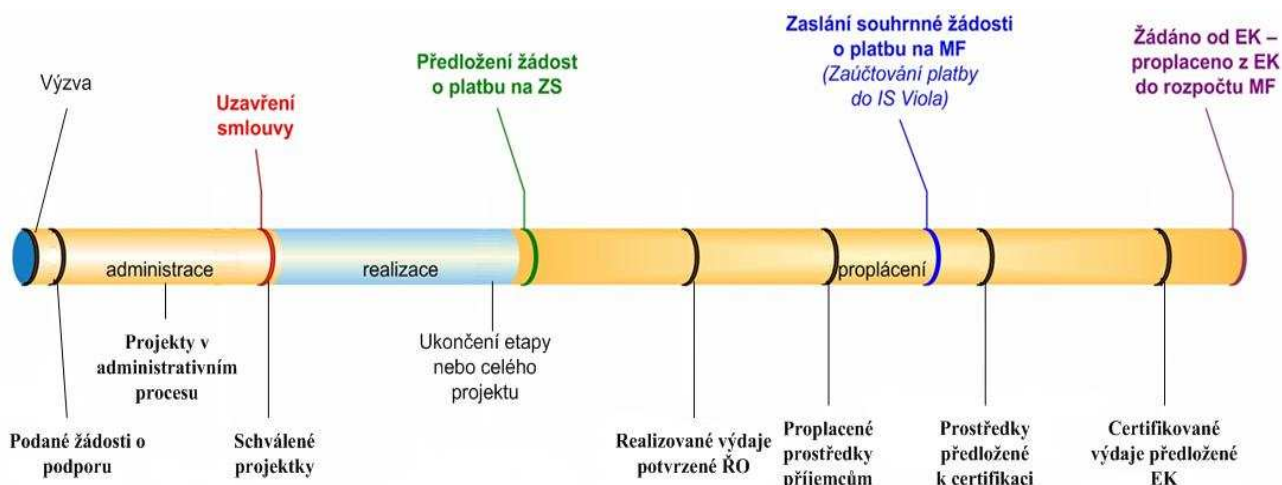 Výzva
Uzavření
smlouvy
Předložení žádost
o platbu na ZS
Zaslání souhrnné žádosti
o platbu na MF
(Zaúčtování platby
do IS Viola)
Žádáno od EK –
proplaceno z EK
do rozpočtu MF
administrace
realizace
proplácení
Projekty v
administrativním
procesu
Ukončení etapy
nebo celého
projektu
Podané žádosti o
podporu
Schválené
projektky
Realizované výdaje
potvrzené ŘO
Proplacené
prostředky
příjemcům
Prostředky
předložené
k certifikaci
Certifikované
výdaje předložené
EK